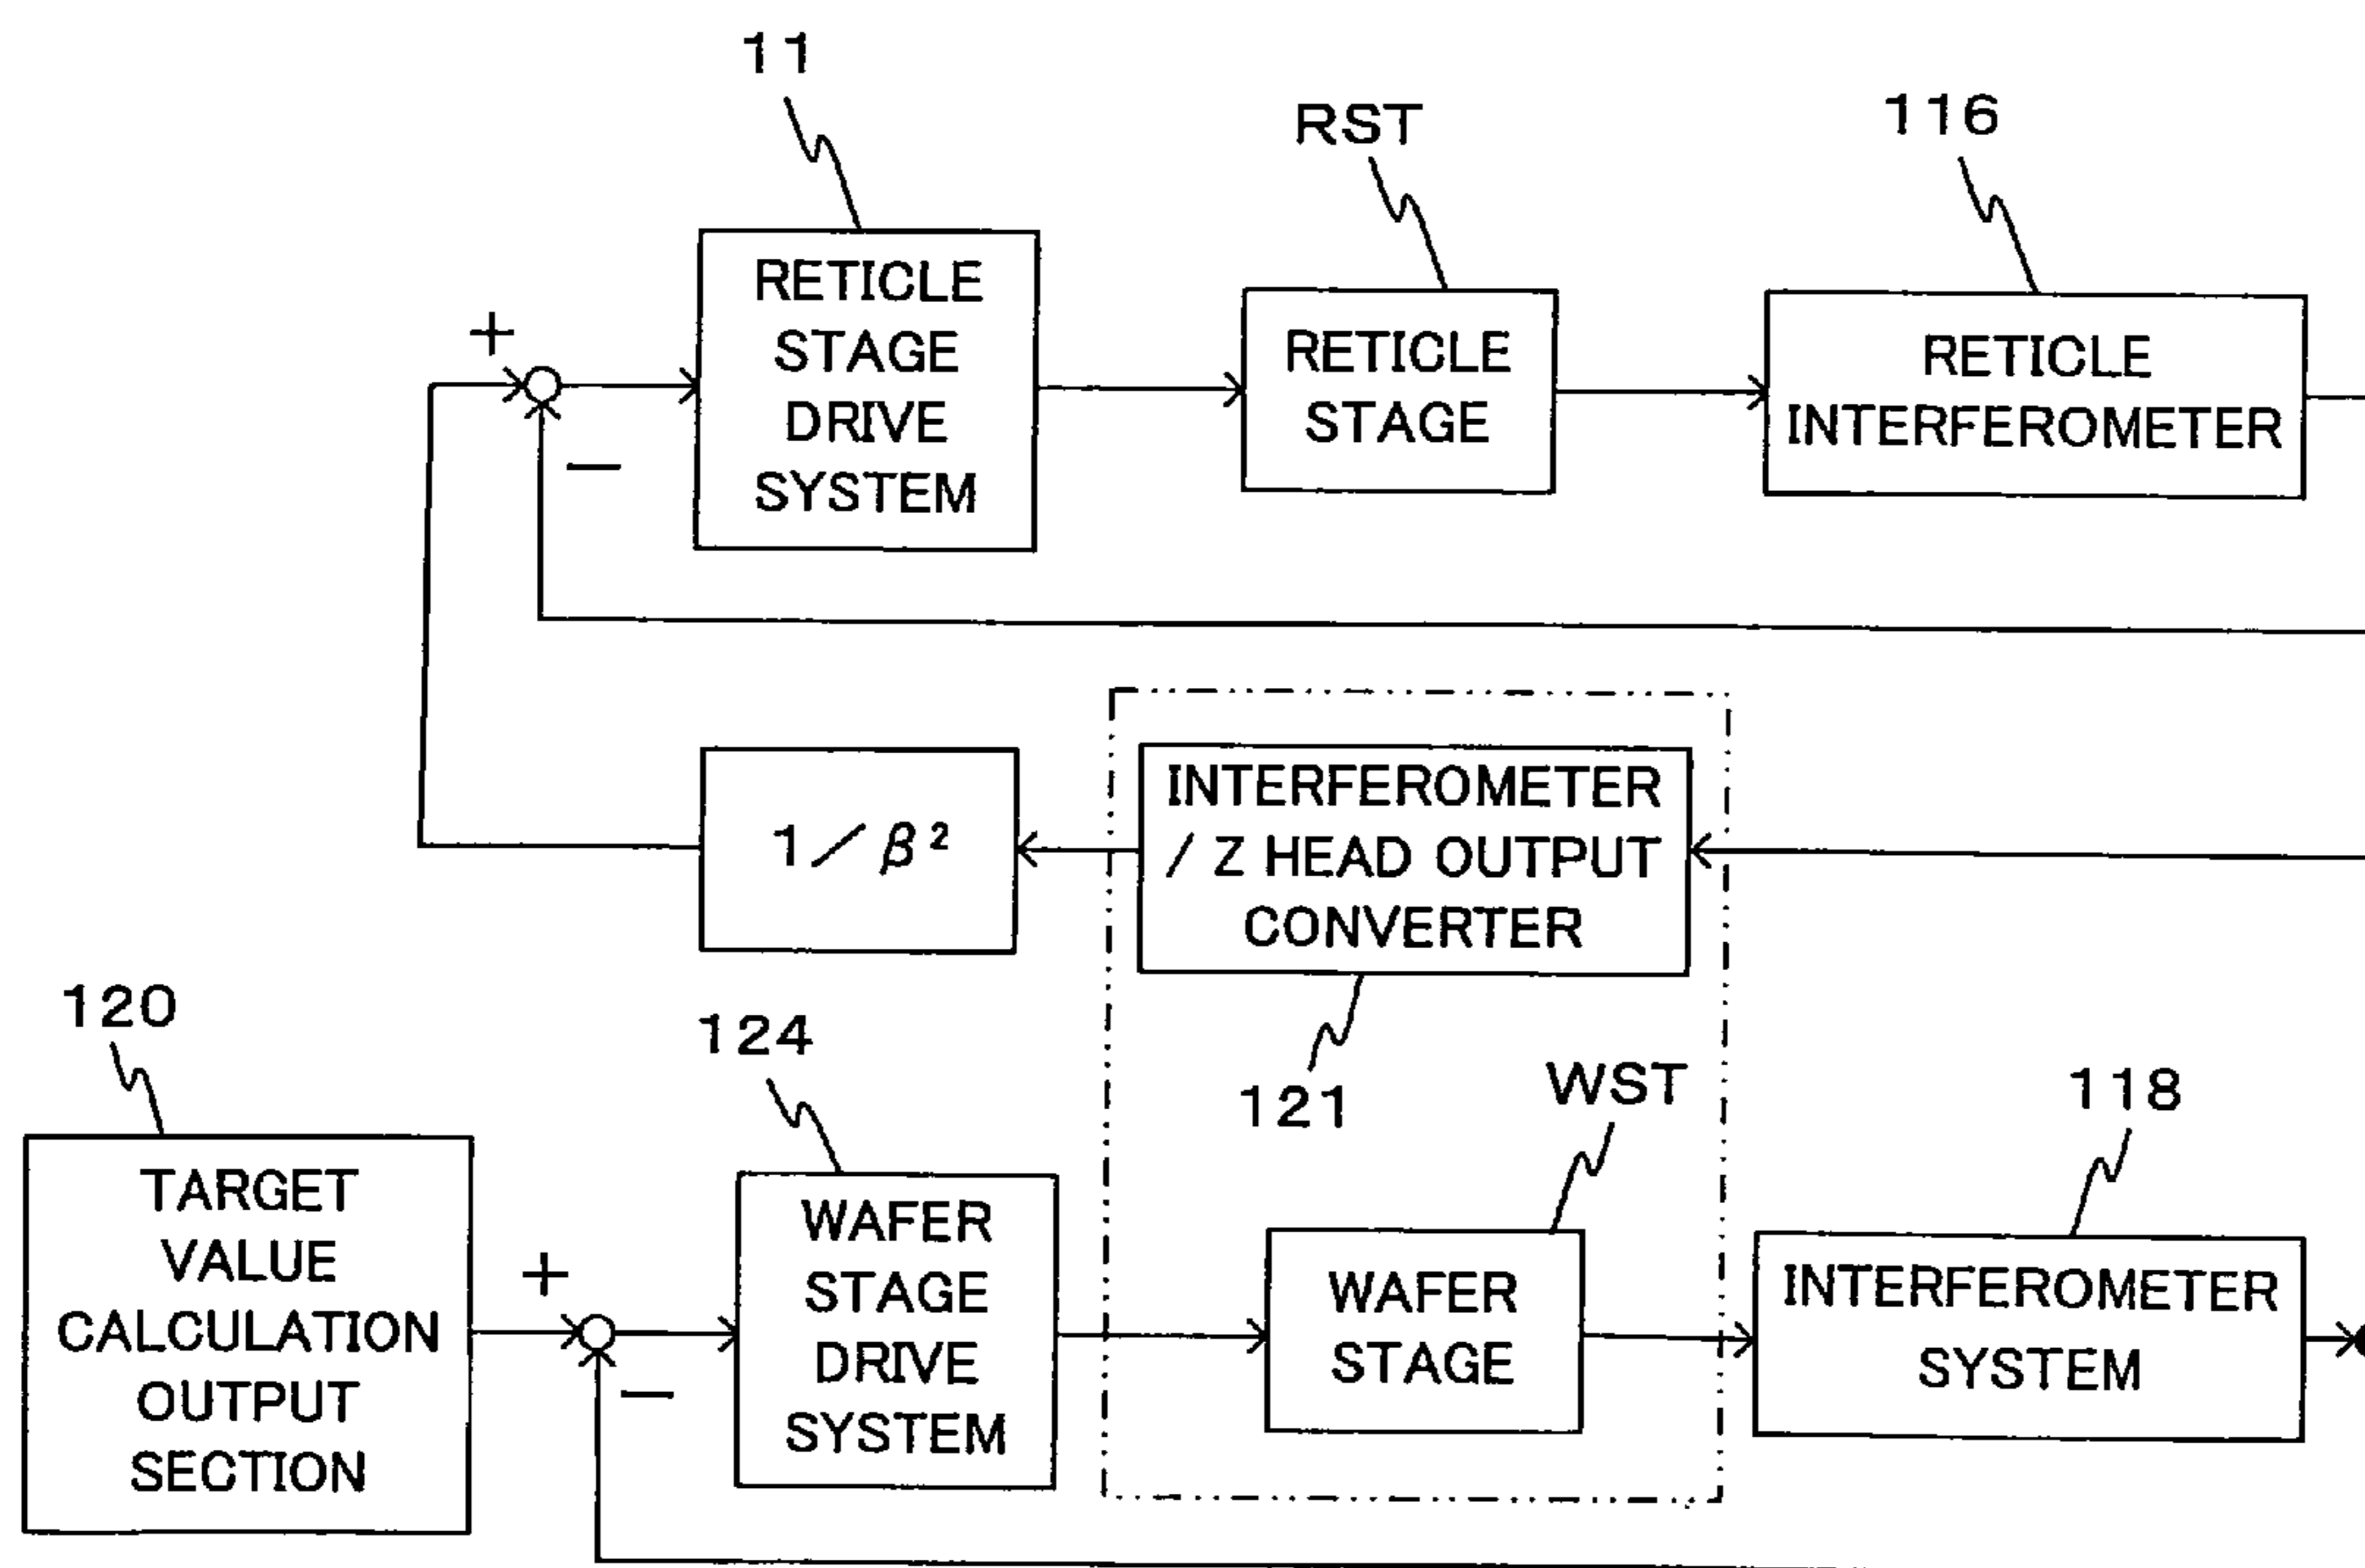 11
RST
116
RETICLE
STAGE
DRIVE
SYSTEM
RETICLE
STAGE
RETICLE
INTERFEROMETER
+
—
1/β²
INTERFEROMETER
/ Z HEAD OUTPUT
CONVERTER
120
124
121
WST
118
TARGET
VALUE
CALCULATION
OUTPUT
SECTION
+
—
WAFER
STAGE
DRIVE
SYSTEM
WAFER
STAGE
INTERFEROMETER
SYSTEM